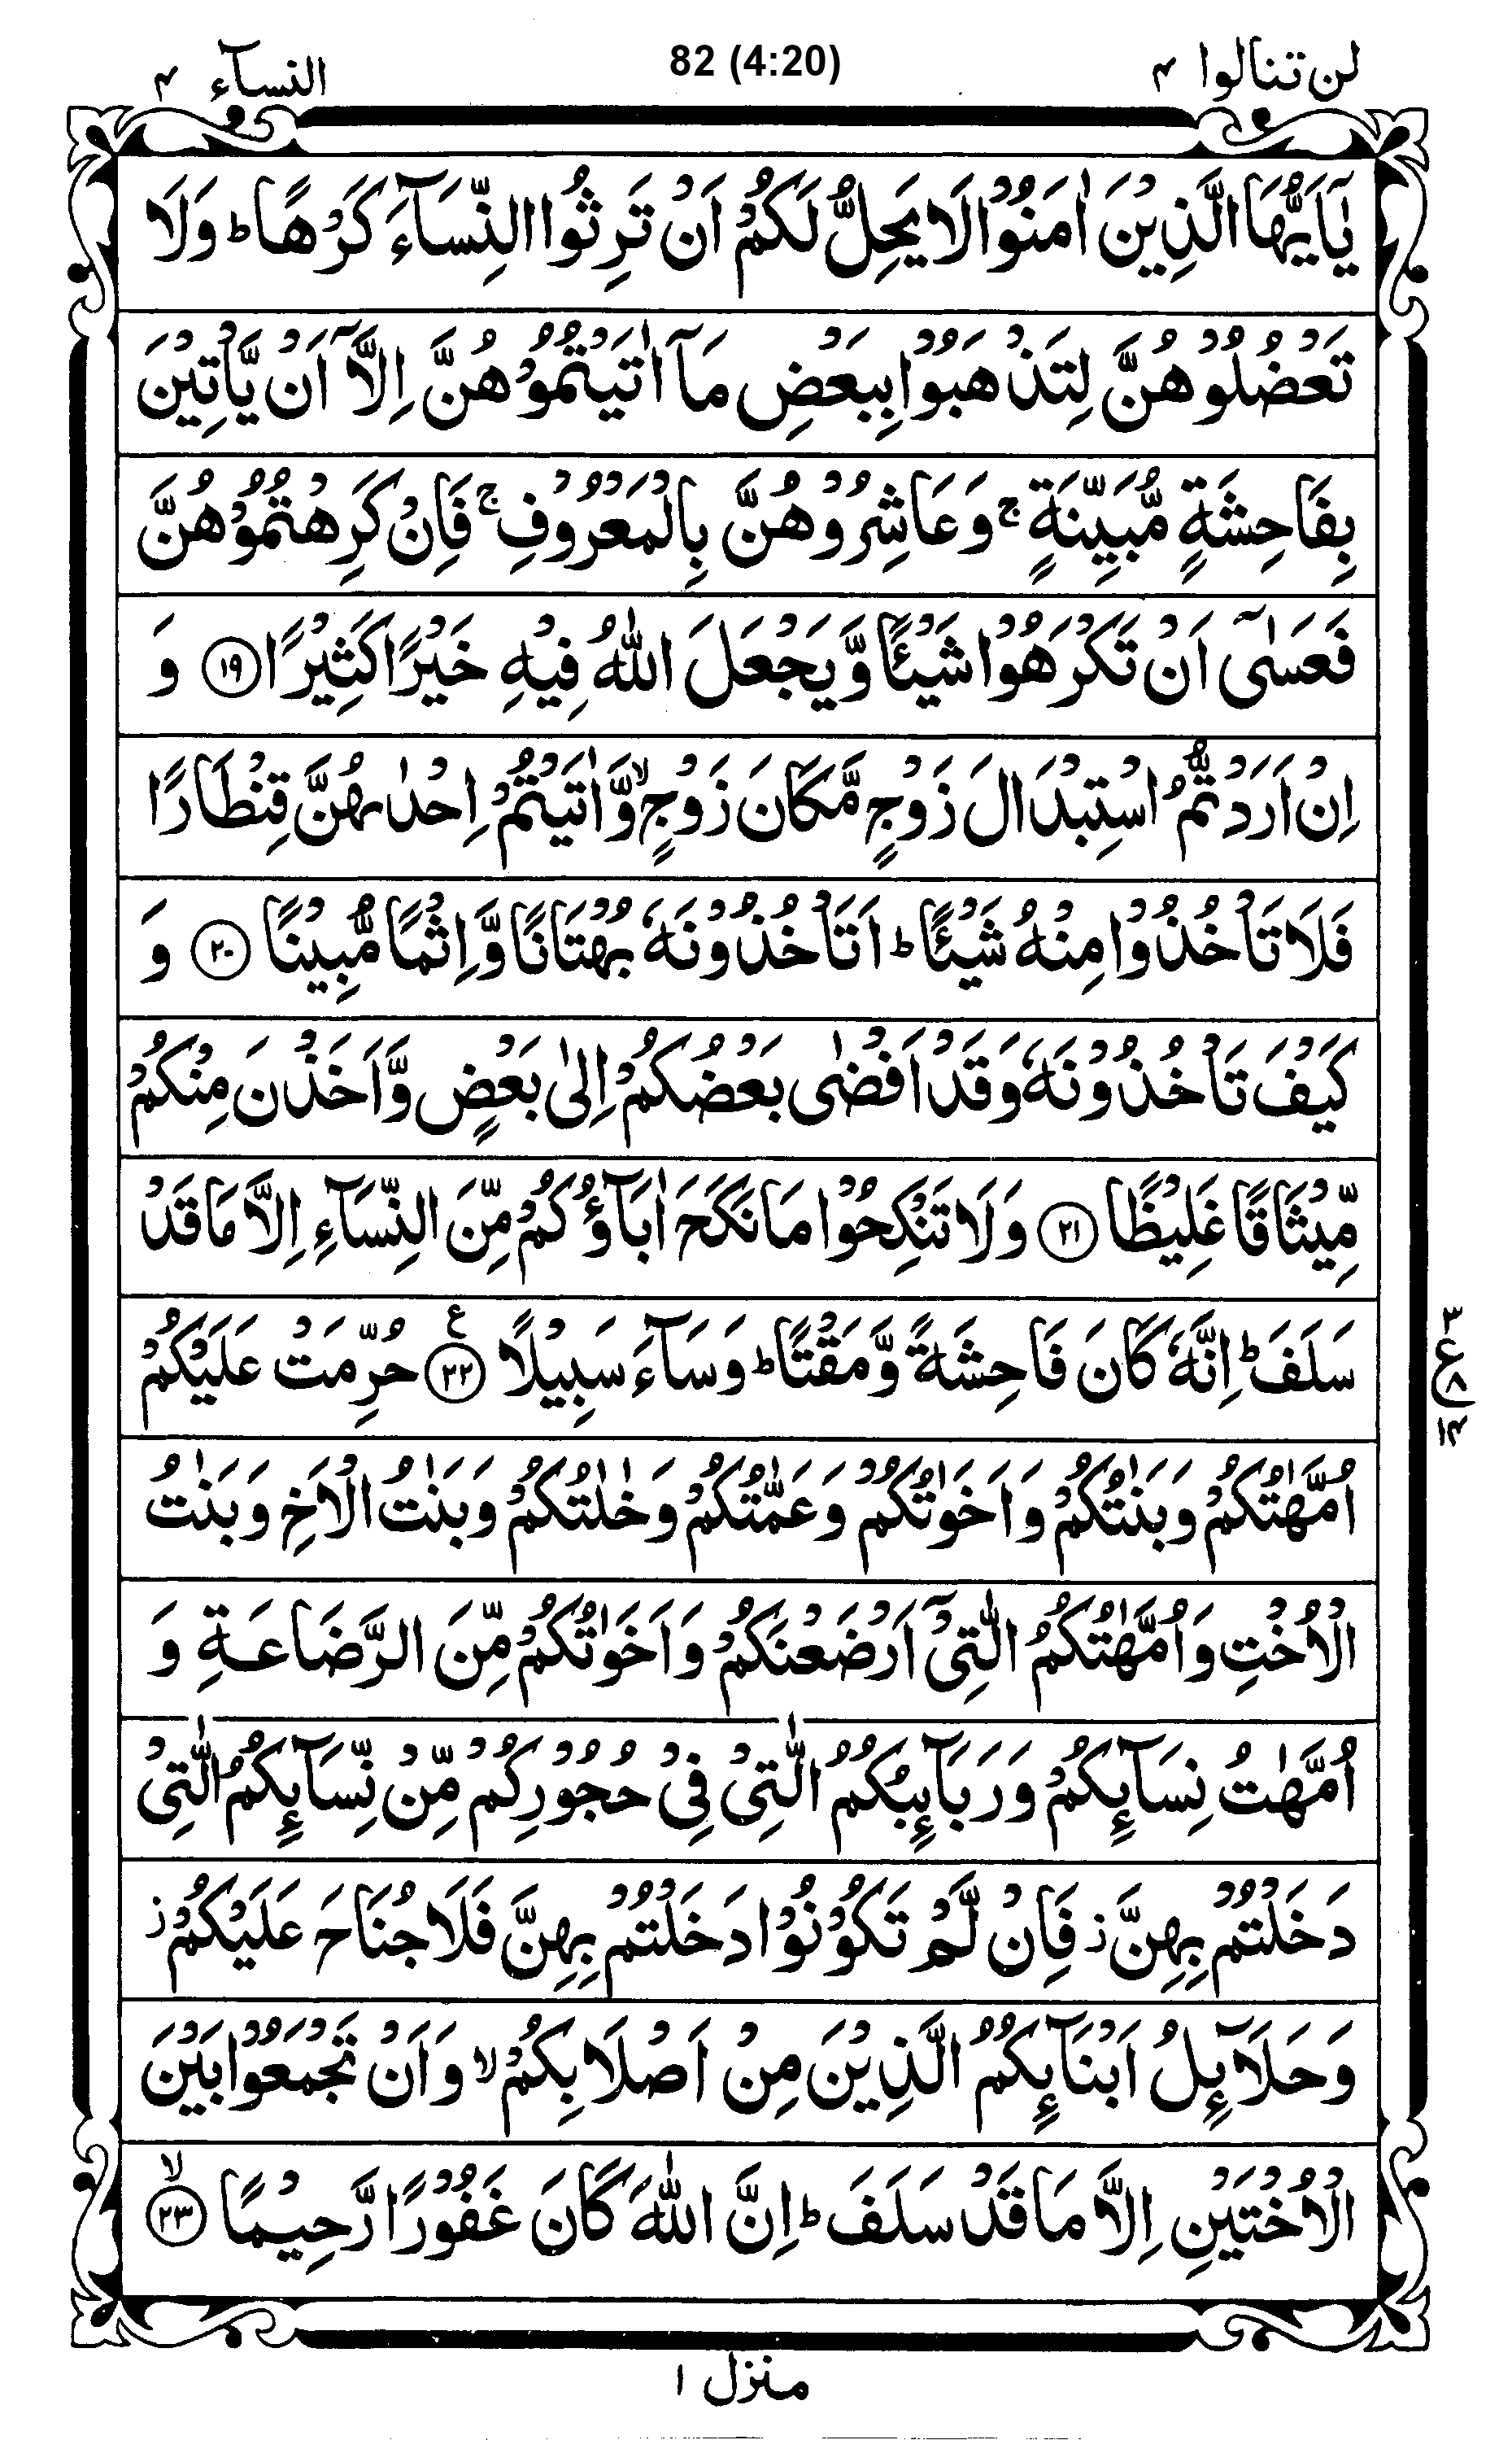 لن تنالوا ۴ 82 (4:20) النسآء ۴
يٰۤاَيُّهَا الَّذِيْنَ اٰمَنُوْا لَا يَحِلُّ لَكُمْ اَنْ تَرِثُوا النِّسَآءَ كَرْهًا ؕ وَلَا
تَعْضُلُوْهُنَّ لِتَذْهَبُوْا بِبَعْضِ مَاۤ اٰتَيْتُمُوْهُنَّ اِلَّاۤ اَنْ يَّاْتِيْنَ
بِفَاحِشَةٍ مُّبَيِّنَةٍ ۚ وَعَاشِرُوْهُنَّ بِالْمَعْرُوْفِ ۚ فَاِنْ كَرِهْتُمُوْهُنَّ
فَعَسٰۤى اَنْ تَكْرَهُوْا شَيْـًٔا وَّيَجْعَلَ اللّٰهُ فِيْهِ خَيْرًا كَثِيْرًا ﴿۱۹﴾ وَ
اِنْ اَرَدْتُّمُ اسْتِبْدَالَ زَوْجٍ مَّكَانَ زَوْجٍ ۙ وَّاٰتَيْتُمْ اِحْدٰىهُنَّ قِنْطَارًا
فَلَا تَاْخُذُوْا مِنْهُ شَيْـًٔا ؕ اَتَاْخُذُوْنَهٗ بُهْتَانًا وَّاِثْمًا مُّبِيْنًا ﴿۲۰﴾ وَ
كَيْفَ تَاْخُذُوْنَهٗ وَقَدْ اَفْضٰى بَعْضُكُمْ اِلٰى بَعْضٍ وَّاَخَذْنَ مِنْكُمْ
مِّيْثَاقًا غَلِيْظًا ﴿۲۱﴾ وَلَا تَنْكِحُوْا مَا نَكَحَ اٰبَآؤُكُمْ مِّنَ النِّسَآءِ اِلَّا مَا قَدْ
سَلَفَ ؕ اِنَّهٗ كَانَ فَاحِشَةً وَّمَقْتًا ؕ وَسَآءَ سَبِيْلًا ﴿۲۲﴾ ع حُرِّمَتْ عَلَيْكُمْ
۳ ع ۸ ۱۴
اُمَّهٰتُكُمْ وَبَنٰتُكُمْ وَاَخَوٰتُكُمْ وَعَمّٰتُكُمْ وَخٰلٰتُكُمْ وَبَنٰتُ الْاَخِ وَبَنٰتُ
الْاُخْتِ وَاُمَّهٰتُكُمُ الّٰتِيْۤ اَرْضَعْنَكُمْ وَاَخَوٰتُكُمْ مِّنَ الرَّضَاعَةِ وَ
اُمَّهٰتُ نِسَآئِكُمْ وَرَبَآئِبُكُمُ الّٰتِيْ فِيْ حُجُوْرِكُمْ مِّنْ نِّسَآئِكُمُ الّٰتِيْ
دَخَلْتُمْ بِهِنَّ ز فَاِنْ لَّمْ تَكُوْنُوْا دَخَلْتُمْ بِهِنَّ فَلَا جُنَاحَ عَلَيْكُمْ ز
وَحَلَآئِلُ اَبْنَآئِكُمُ الَّذِيْنَ مِنْ اَصْلَابِكُمْ ۙ وَاَنْ تَجْمَعُوْا بَيْنَ
الْاُخْتَيْنِ اِلَّا مَا قَدْ سَلَفَ ؕ اِنَّ اللّٰهَ كَانَ غَفُوْرًا رَّحِيْمًا ﴿۲۳﴾ ۙ
منزل ۱